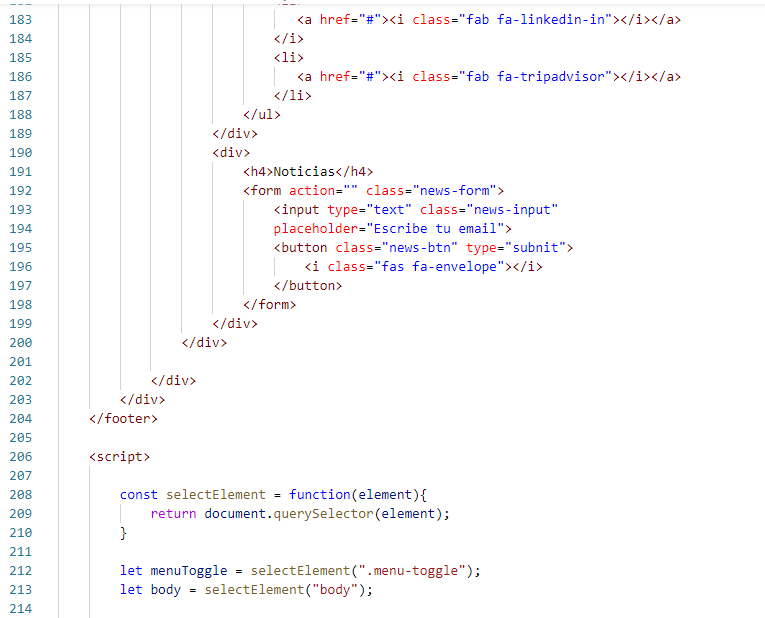 183 <a href="#"><i class="fab fa-linkedin-in"></i></a>
184 </i>
185 <li>
186 <a href="#"><i class="fab fa-tripadvisor"></i></a>
187 </li>
188 </ul>
189 </div>
190 <div>
191 <h4>Noticias</h4>
192 <form action="" class="news-form">
193 <input type="text" class="news-input"
194 placeholder="Escribe tu email">
195 <button class="news-btn" type="subnit">
196 <i class="fas fa-envelope"></i>
197 </button>
198 </form>
199 </div>
200 </div>
201
202 </div>
203 </div>
204 </footer>
205
206 <script>
207
208 const selectElement = function(element){
209 return document.querySelector(element);
210 }
211
212 let menuToggle = selectElement(".menu-toggle");
213 let body = selectElement("body");
214